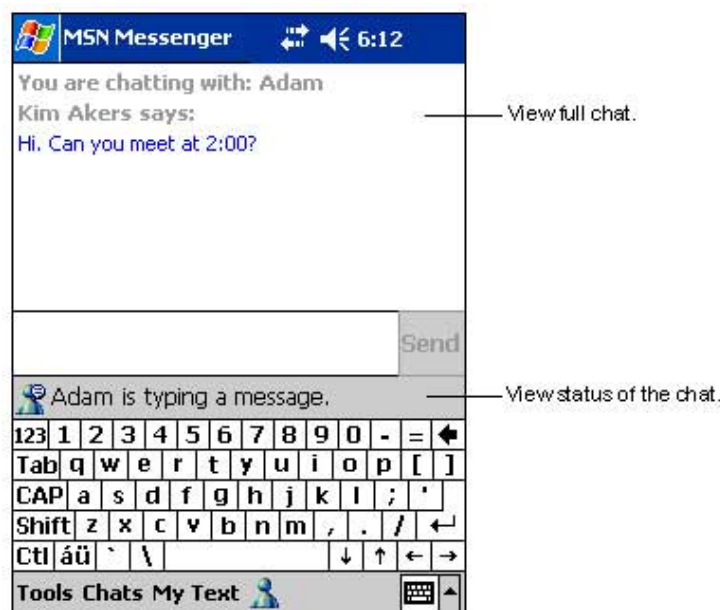 MSN Messenger 6:12
You are chatting with: Adam
Kim Akers says:
Hi. Can you meet at 2:00?
View full chat.
Send
Adam is typing a message.
View status of the chat.
123 1 2 3 4 5 6 7 8 9 0 - = ←
Tab q w e r t y u i o p [ ]
CAP a s d f g h j k l ; '
Shift z x c v b n m , . / ↵
Ctl áü ` \ ↓ ↑ ← →
Tools Chats My Text